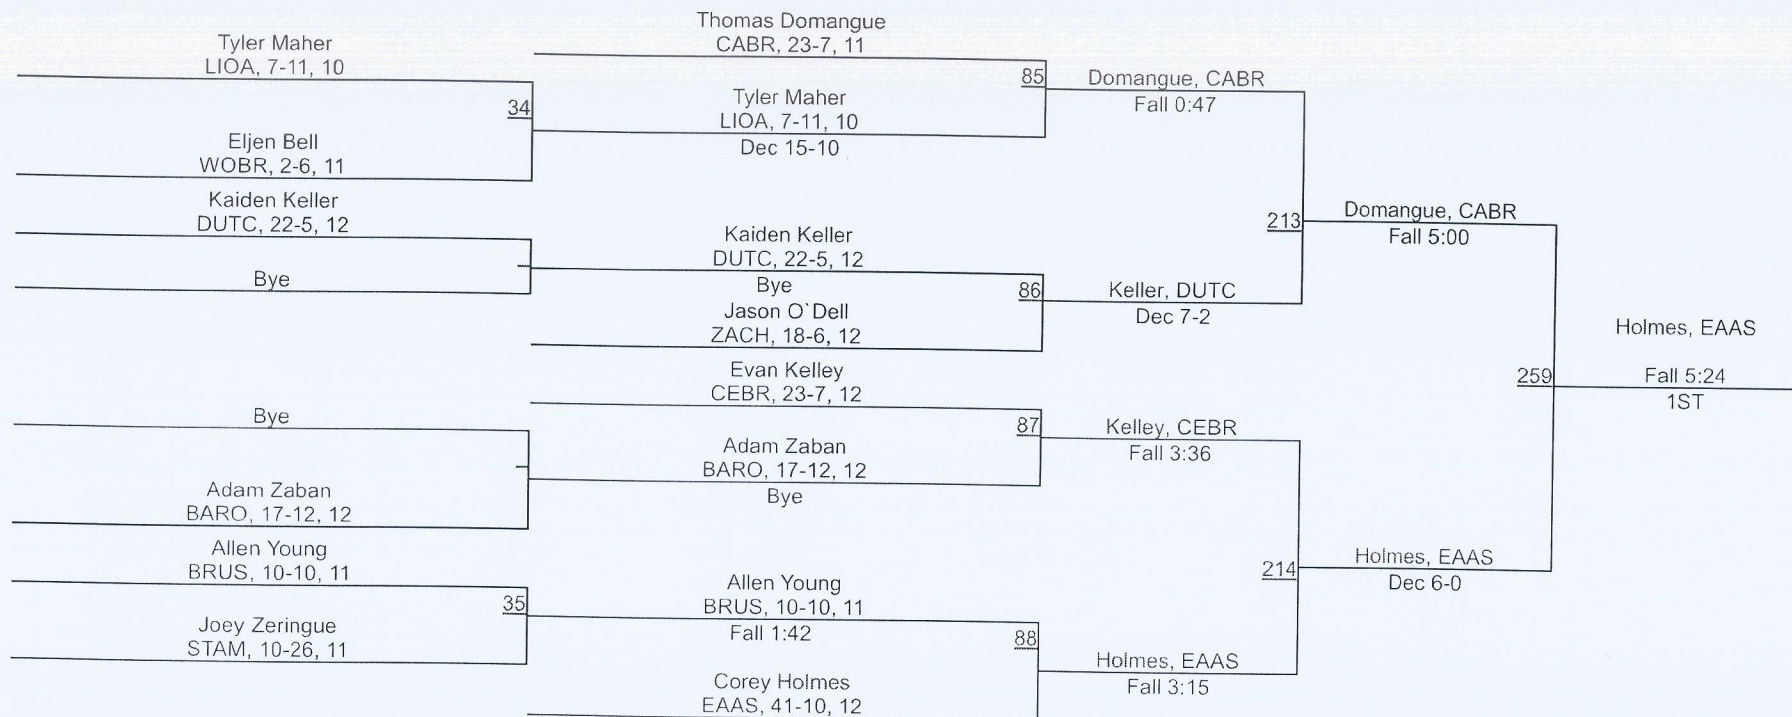 Tyler Maher
LIOA, 7-11, 10
34
Eljen Bell
WOBR, 2-6, 11
Kaiden Keller
DUTC, 22-5, 12
Bye
Bye
Adam Zaban
BARO, 17-12, 12
Allen Young
BRUS, 10-10, 11
35
Joey Zeringue
STAM, 10-26, 11
Thomas Domangue
CABR, 23-7, 11
85
Tyler Maher
LIOA, 7-11, 10
Dec 15-10
Kaiden Keller
DUTC, 22-5, 12
Bye
86
Jason O`Dell
ZACH, 18-6, 12
Evan Kelley
CEBR, 23-7, 12
87
Adam Zaban
BARO, 17-12, 12
Bye
Allen Young
BRUS, 10-10, 11
Fall 1:42
88
Corey Holmes
EAAS, 41-10, 12
Domangue, CABR
Fall 0:47
213
Keller, DUTC
Dec 7-2
Kelley, CEBR
Fall 3:36
214
Holmes, EAAS
Fall 3:15
Domangue, CABR
Fall 5:00
259
Holmes, EAAS
Dec 6-0
Holmes, EAAS
Fall 5:24
1ST